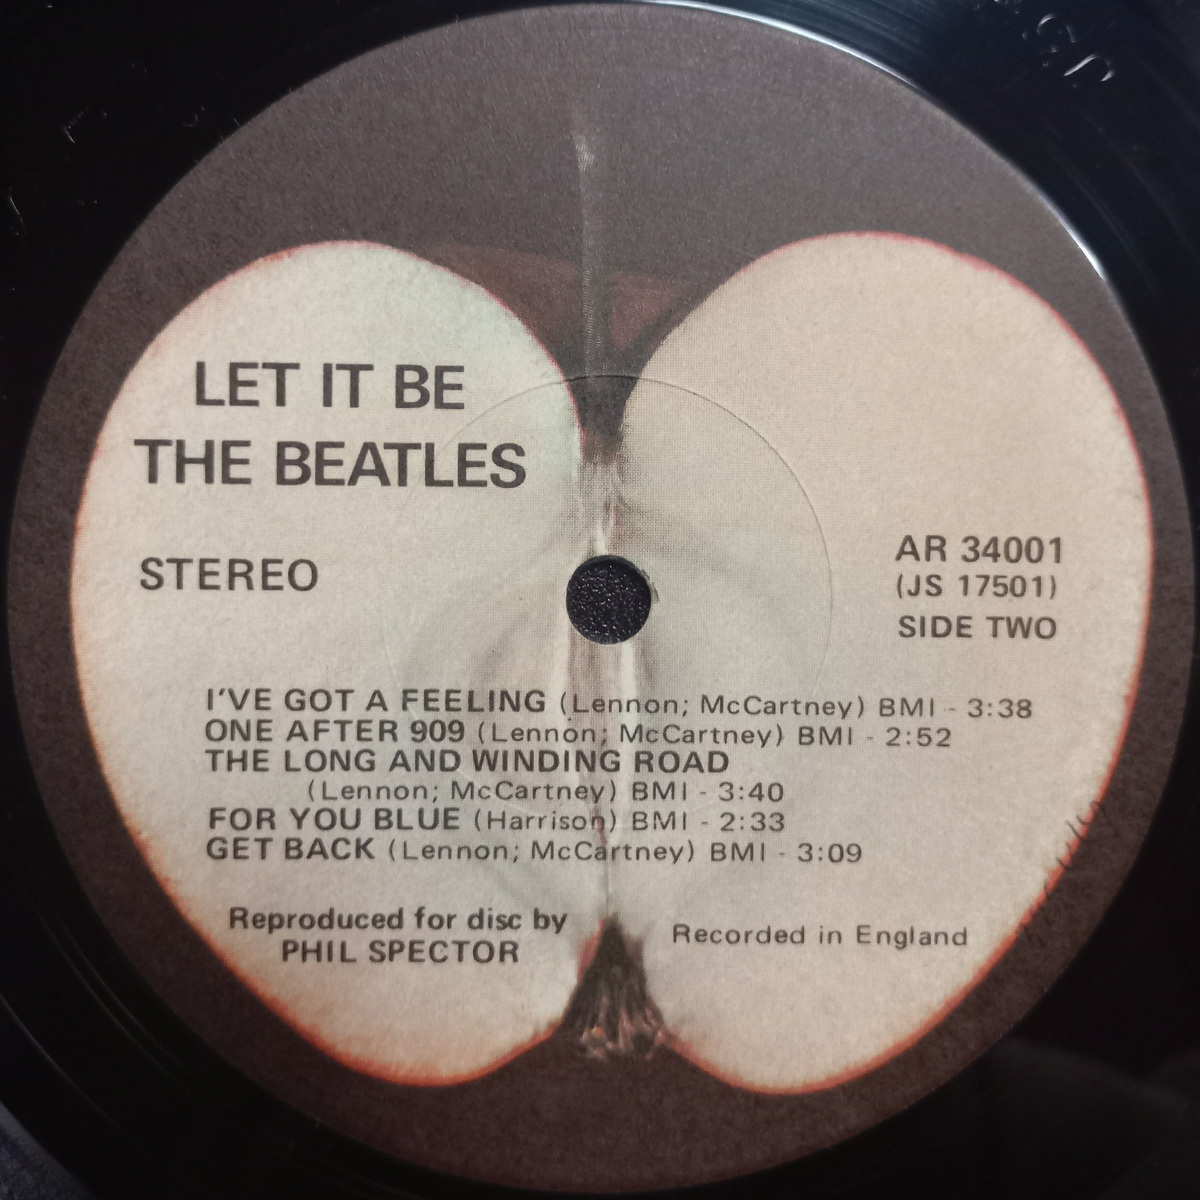 LET IT BE
THE BEATLES
STEREO
AR 34001
(JS 17501)
SIDE TWO
I'VE GOT A FEELING (Lennon; McCartney) BMI - 3:38
ONE AFTER 909 (Lennon; McCartney) BMI - 2:52
THE LONG AND WINDING ROAD
(Lennon; McCartney) BMI - 3:40
FOR YOU BLUE (Harrison) BMI - 2:33
GET BACK (Lennon; McCartney) BMI - 3:09
Reproduced for disc by
PHIL SPECTOR
Recorded in England